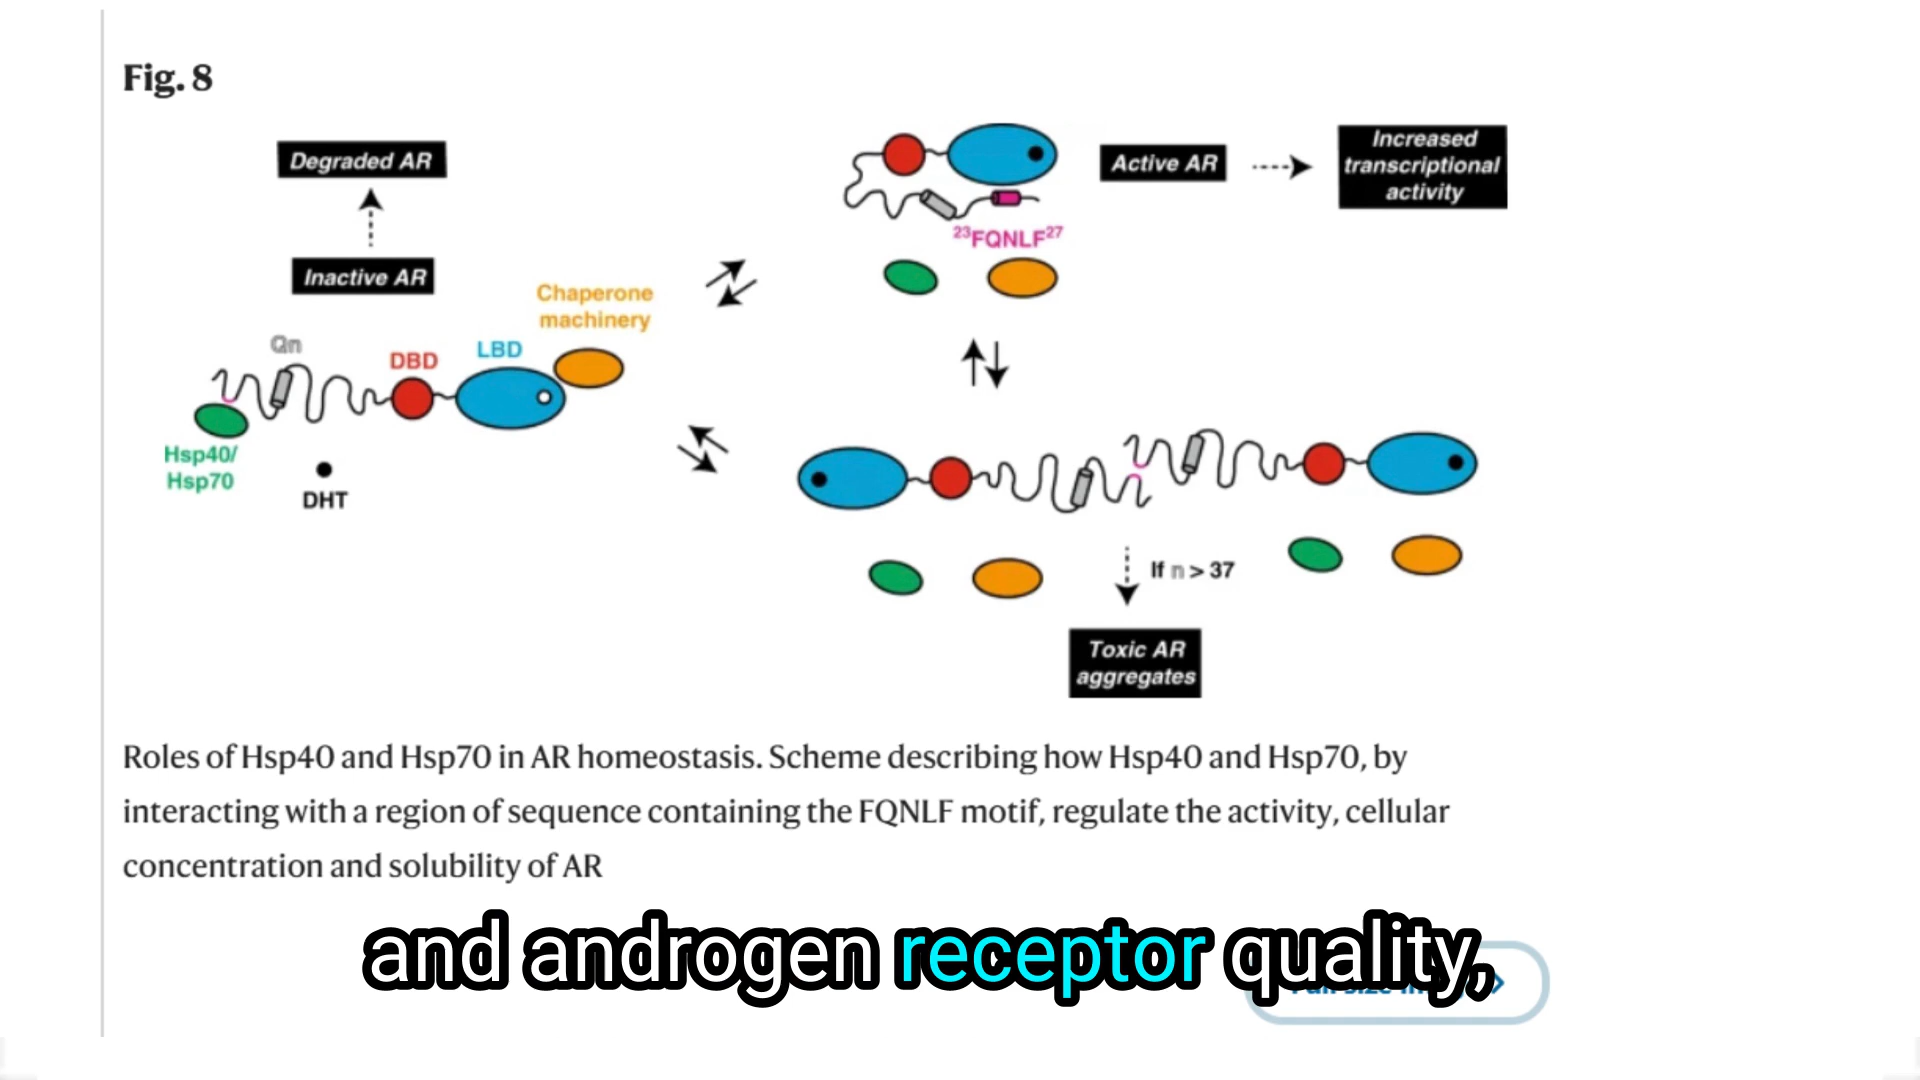 Fig. 8
Degraded AR
Inactive AR
Qn
DBD
LBD
Chaperone
machinery
Hsp40/
Hsp70
DHT
²³FQNLF²⁷
Active AR
Increased
transcriptional
activity
If n > 37
Toxic AR
aggregates
Roles of Hsp40 and Hsp70 in AR homeostasis. Scheme describing how Hsp40 and Hsp70, by
interacting with a region of sequence containing the FQNLF motif, regulate the activity, cellular
concentration and solubility of AR
and androgen receptor quality,